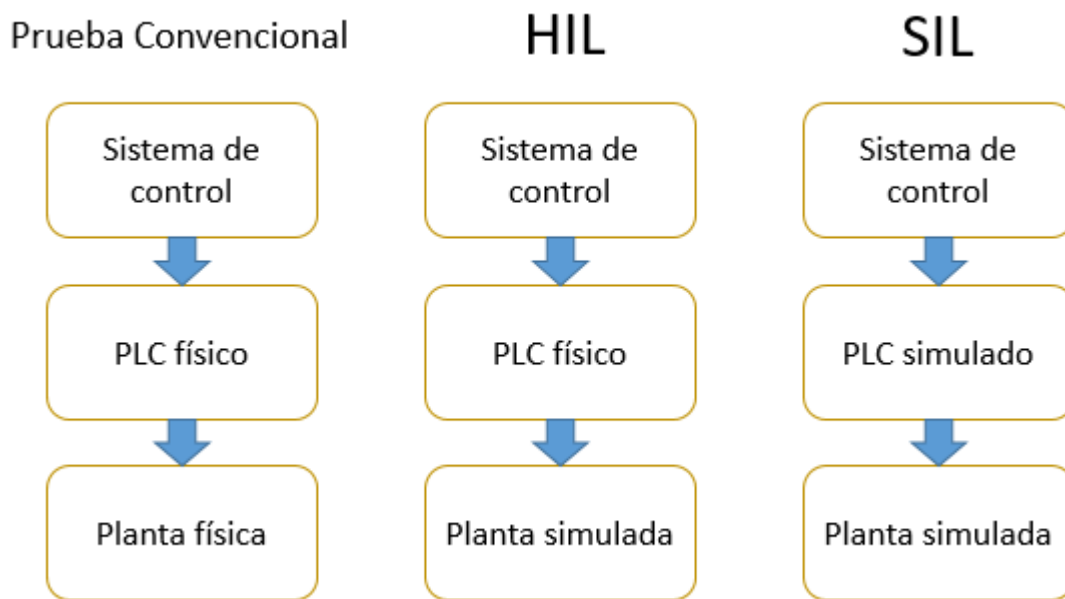 Prueba Convencional
HIL
SIL
Sistema de
control
Sistema de
control
Sistema de
control
PLC físico
PLC físico
PLC simulado
Planta física
Planta simulada
Planta simulada